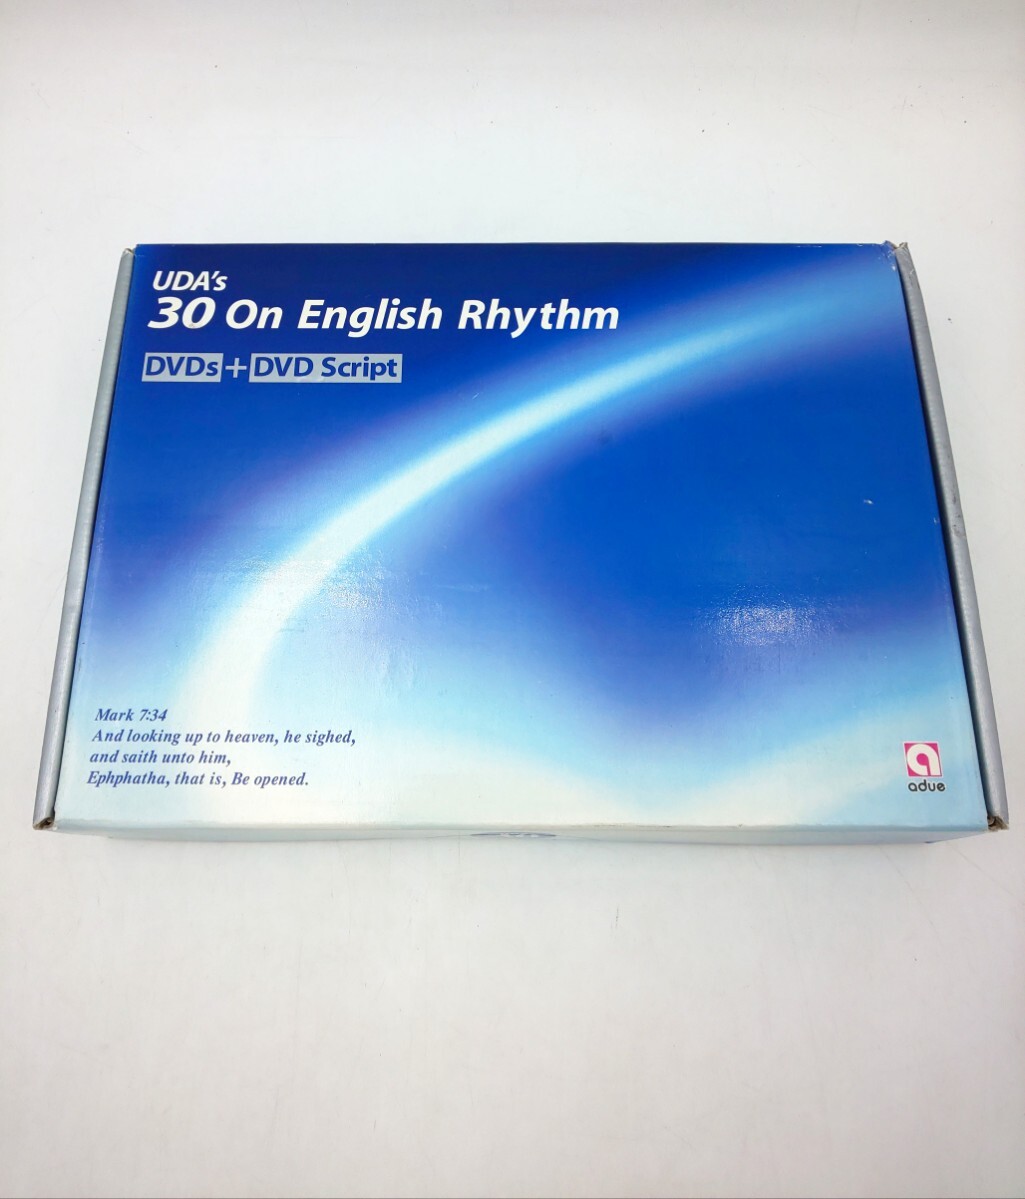 UDA's
30 On English Rhythm
DVDs+DVD Script
Mark 7:34
And looking up to heaven, he sighed,
and saith unto him,
Ephphatha, that is, Be opened.
adue